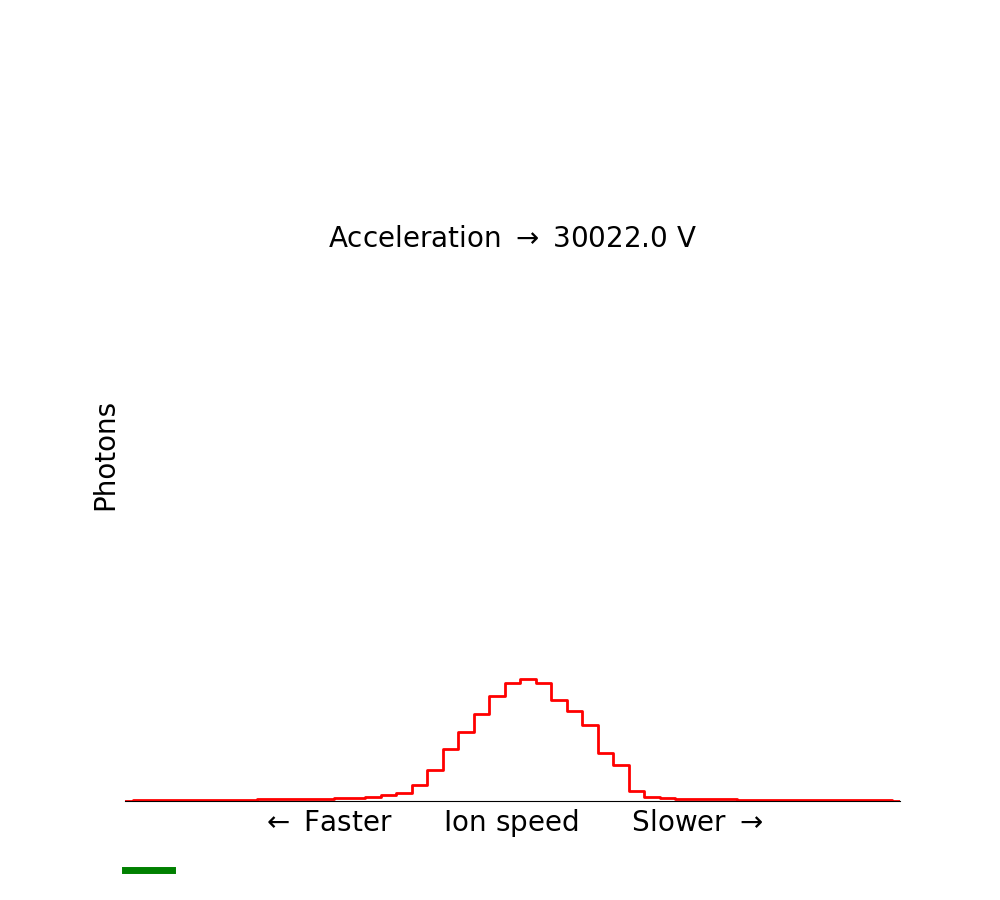 Acceleration → 30022.0 V
Photons
← Faster Ion speed Slower →